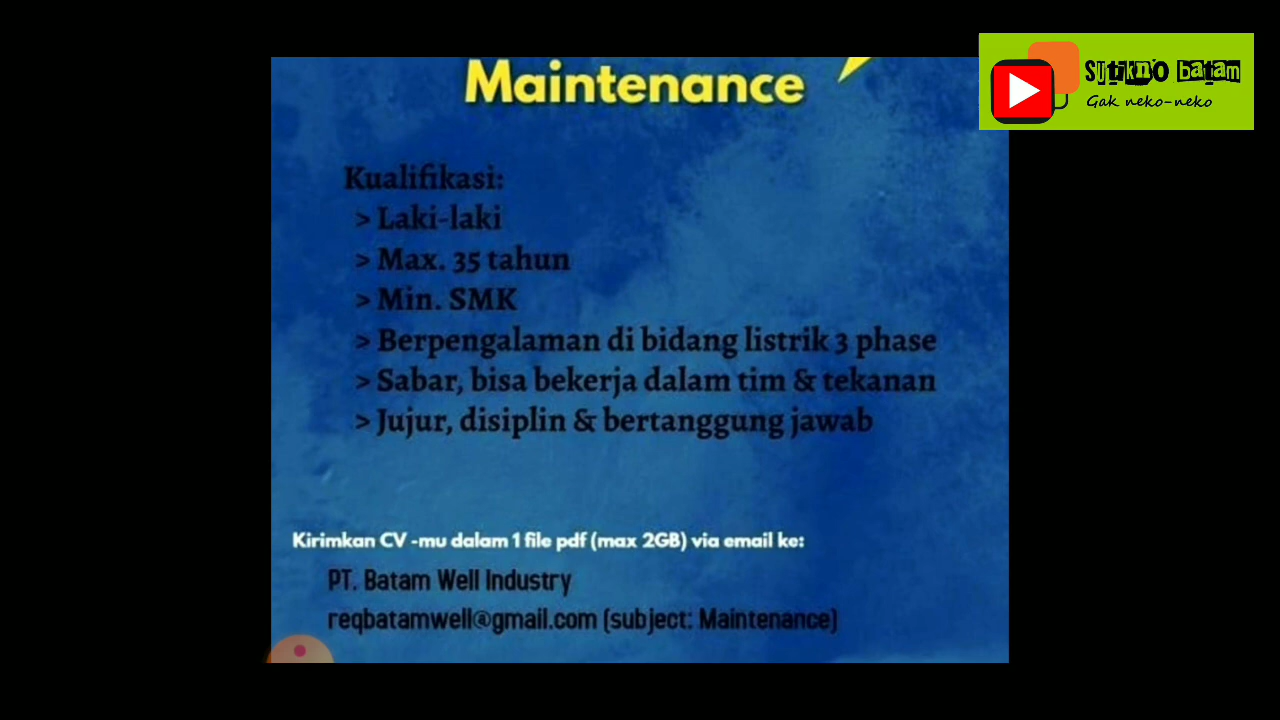 Sutikno batam
Gak neko-neko
Maintenance
Kualifikasi:
> Laki-laki
> Max. 35 tahun
> Min. SMK
> Berpengalaman di bidang listrik 3 phase
> Sabar, bisa bekerja dalam tim & tekanan
> Jujur, disiplin & bertanggung jawab
Kirimkan CV -mu dalam 1 file pdf (max 2GB) via email ke:
PT. Batam Well Industry
reqbatamwell@gmail.com (subject: Maintenance)